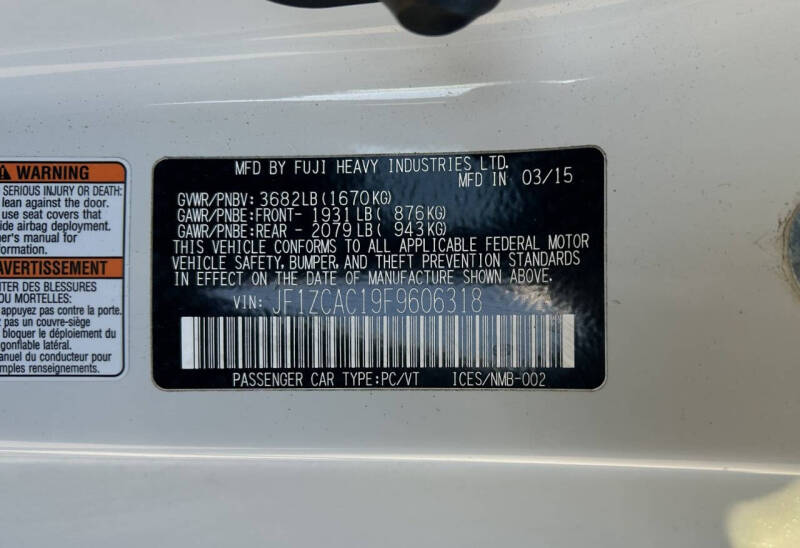 WARNING
SERIOUS INJURY OR DEATH:
lean against the door.
use seat covers that
airbag deployment.
manual for
AVERTISSEMENT
DES BLESSURES
OU MORTELLES:
appuyez pas contre la porte.
pas un couvre-siège
bloquer le déploiement du
gonflable latéral.
manuel du conducteur pour
amples renseignements.
MFD BY FUJI HEAVY INDUSTRIES LTD.
MFD IN 03/15
GVWR/PNBV: 3682LB(1670KG)
GAWR/PNBE:FRONT- 1931LB( 876KG)
GAWR/PNBE:REAR - 2079LB( 943KG)
THIS VEHICLE CONFORMS TO ALL APPLICABLE FEDERAL MOTOR
VEHICLE SAFETY, BUMPER, AND THEFT PREVENTION STANDARDS
IN EFFECT ON THE DATE OF MANUFACTURE SHOWN ABOVE.
VIN: JF1ZCAC19F9606318
PASSENGER CAR TYPE:PC/VT ICES/NMB-002